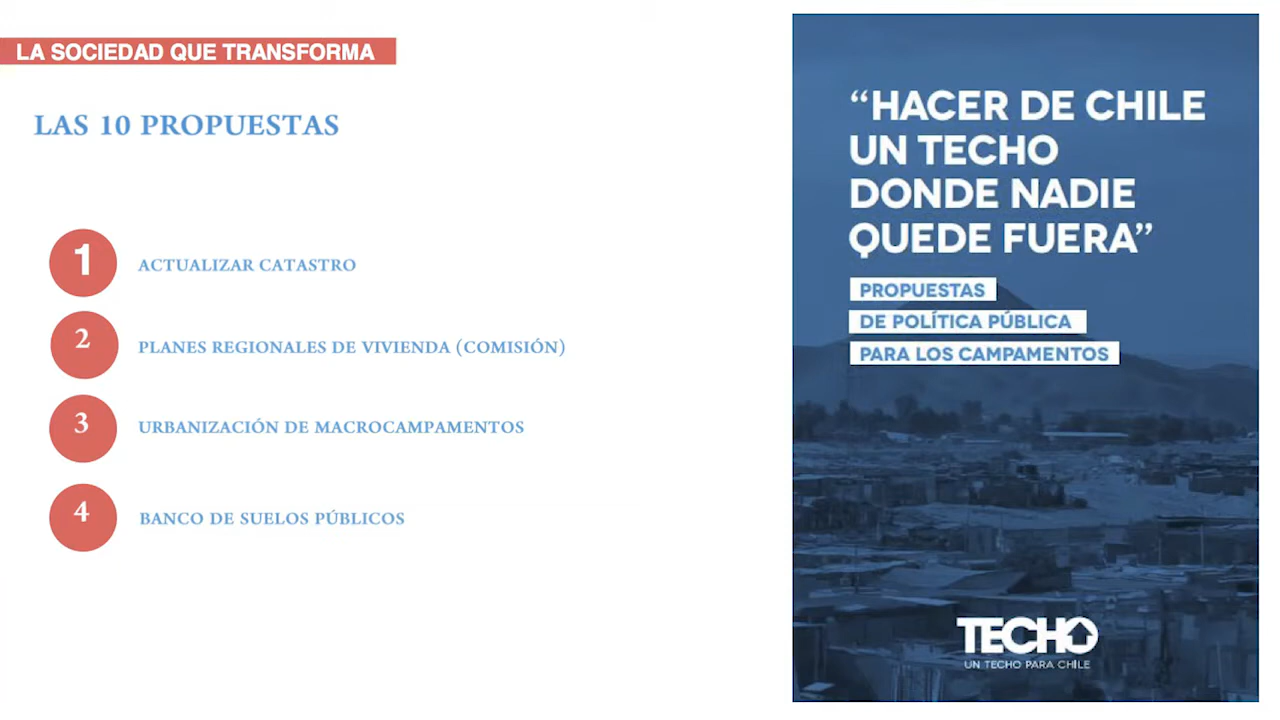 LA SOCIEDAD QUE TRANSFORMA
LAS 10 PROPUESTAS
1
ACTUALIZAR CATASTRO
2
PLANES REGIONALES DE VIVIENDA (COMISIÓN)
3
URBANIZACIÓN DE MACROCAMPAMENTOS
4
BANCO DE SUELOS PÚBLICOS
“HACER DE CHILE
UN TECHO
DONDE NADIE
QUEDE FUERA”
PROPUESTAS
DE POLÍTICA PÚBLICA
PARA LOS CAMPAMENTOS
TECHO
UN TECHO PARA CHILE